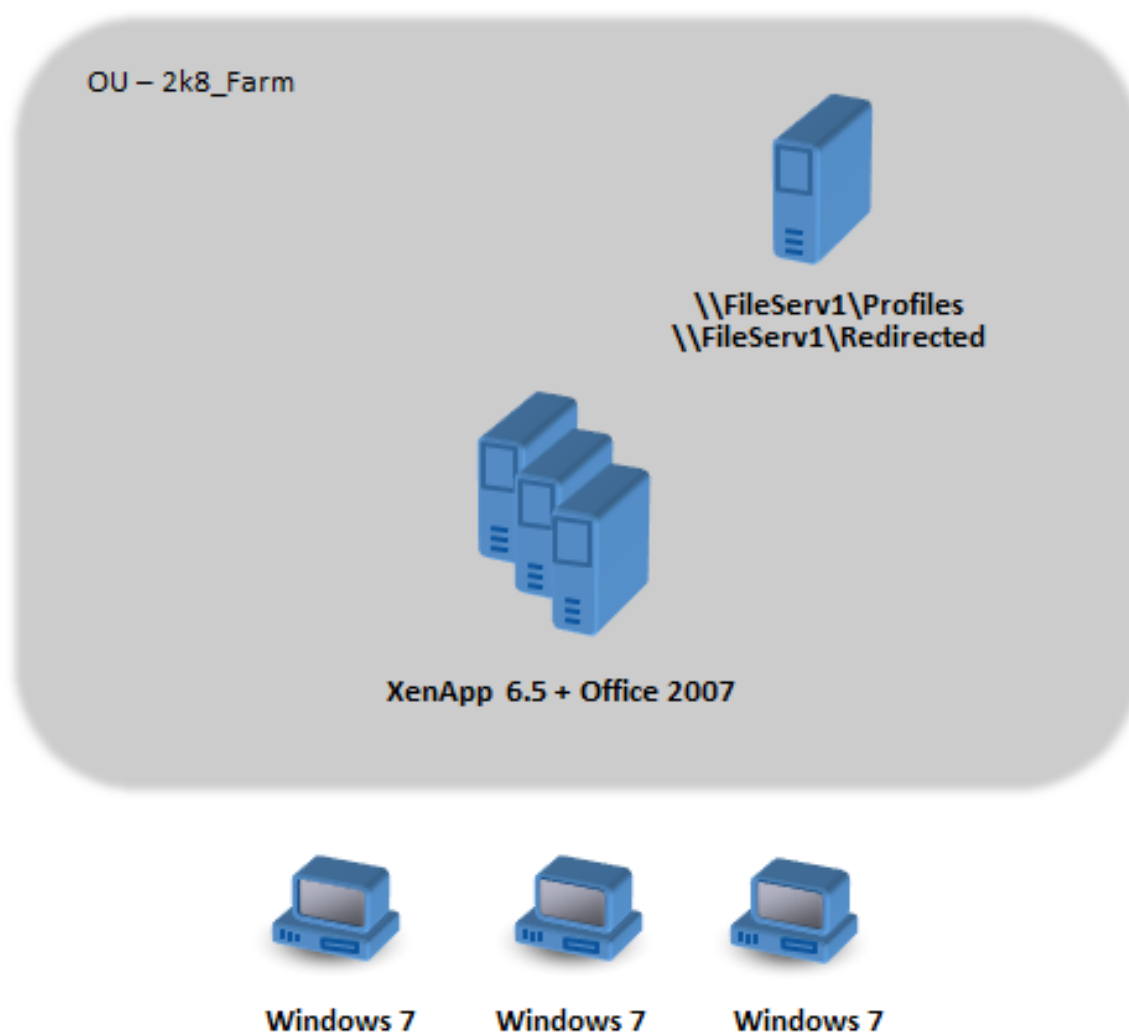 OU – 2k8_Farm
\\FileServ1\Profiles
\\FileServ1\Redirected
XenApp 6.5 + Office 2007
Windows 7
Windows 7
Windows 7